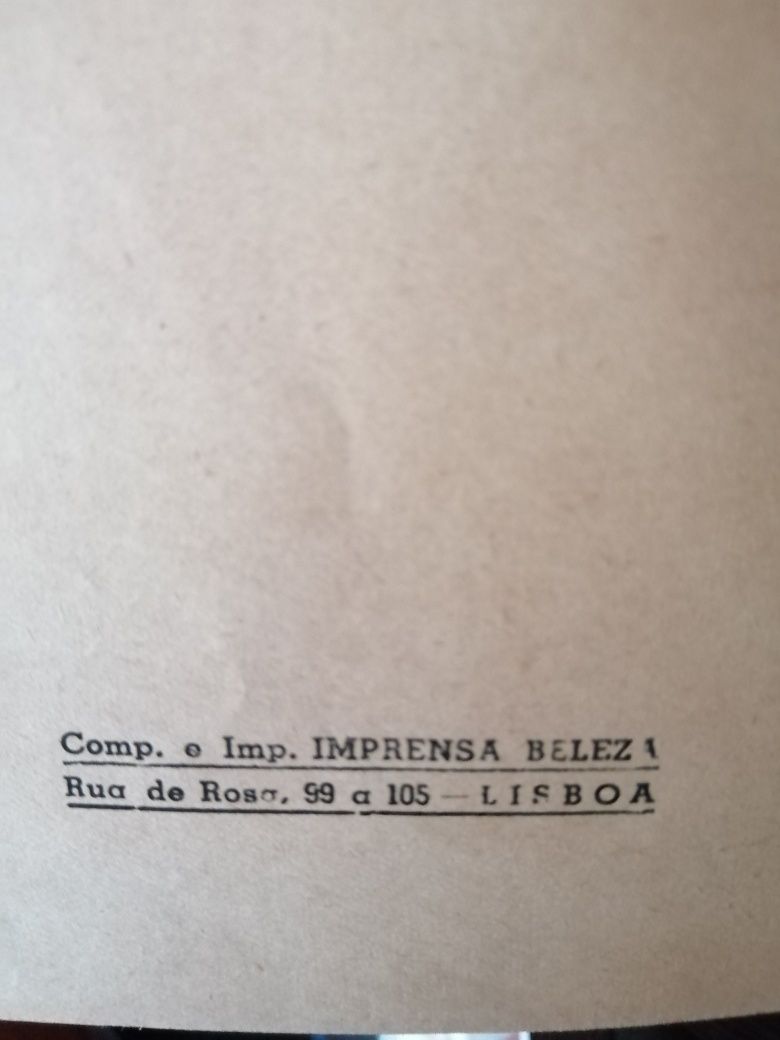 Comp. e Imp. IMPRENSA BELEZA
Rua de Rosa, 99 a 105 — LISBOA